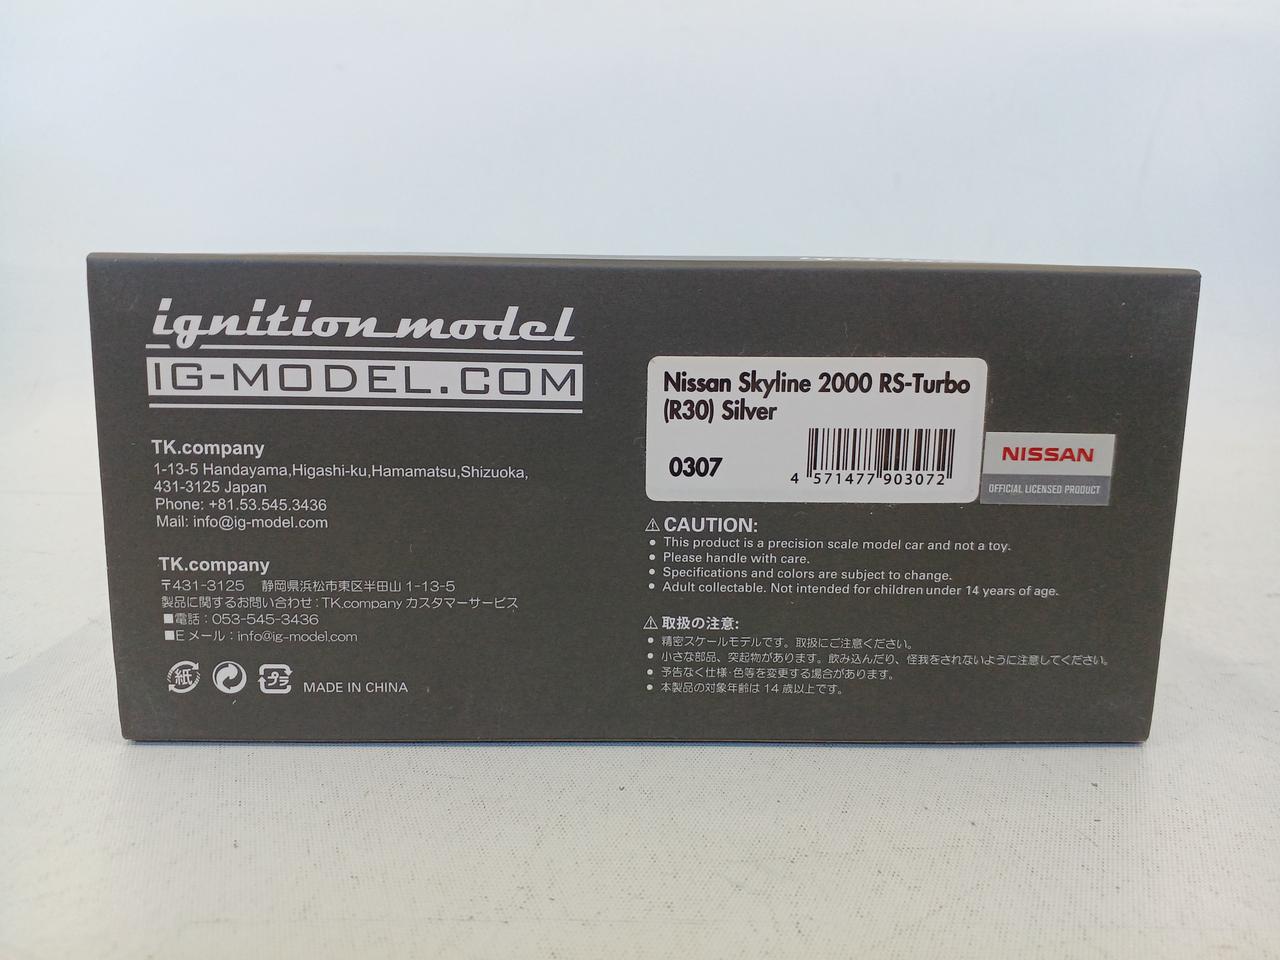 ignition model
IG-MODEL.COM
TK.company
1-13-5 Handayama,Higashi-ku,Hamamatsu,Shizuoka,
431-3125 Japan
Phone: +81.53.545.3436
Mail: info@ig-model.com
TK.company
〒431-3125 静岡県浜松市東区半田山 1-13-5
製品に関するお問い合わせ : TK.company カスタマーサービス
■電話 : 053-545-3436
■E メール : info@ig-model.com
紙
プラ
MADE IN CHINA
Nissan Skyline 2000 RS-Turbo
(R30) Silver
0307
4 571477 903072
NISSAN
OFFICIAL LICENSED PRODUCT
⚠ CAUTION:
• This product is a precision scale model car and not a toy.
• Please handle with care.
• Specifications and colors are subject to change.
• Adult collectable. Not intended for children under 14 years of age.
⚠ 取扱の注意:
• 精密スケールモデルです。取扱にご注意ください。
• 小さな部品、突起物があります。飲み込んだり、怪我をされないように注意してください。
• 予告なく仕様・色等を変更する場合があります。
• 本製品の対象年齢は 14 歳以上です。